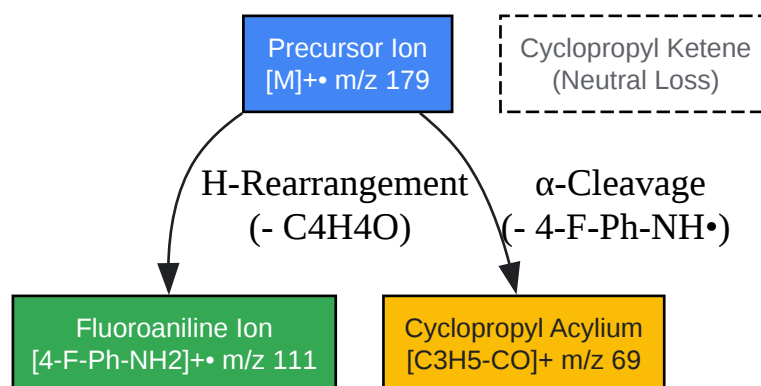 Precursor Ion
[M]+• m/z 179
Cyclopropyl Ketene
(Neutral Loss)
H-Rearrangement
(- C4H4O)
α-Cleavage
(- 4-F-Ph-NH•)
Fluoroaniline Ion
[4-F-Ph-NH2]+• m/z 111
Cyclopropyl Acylium
[C3H5-CO]+ m/z 69